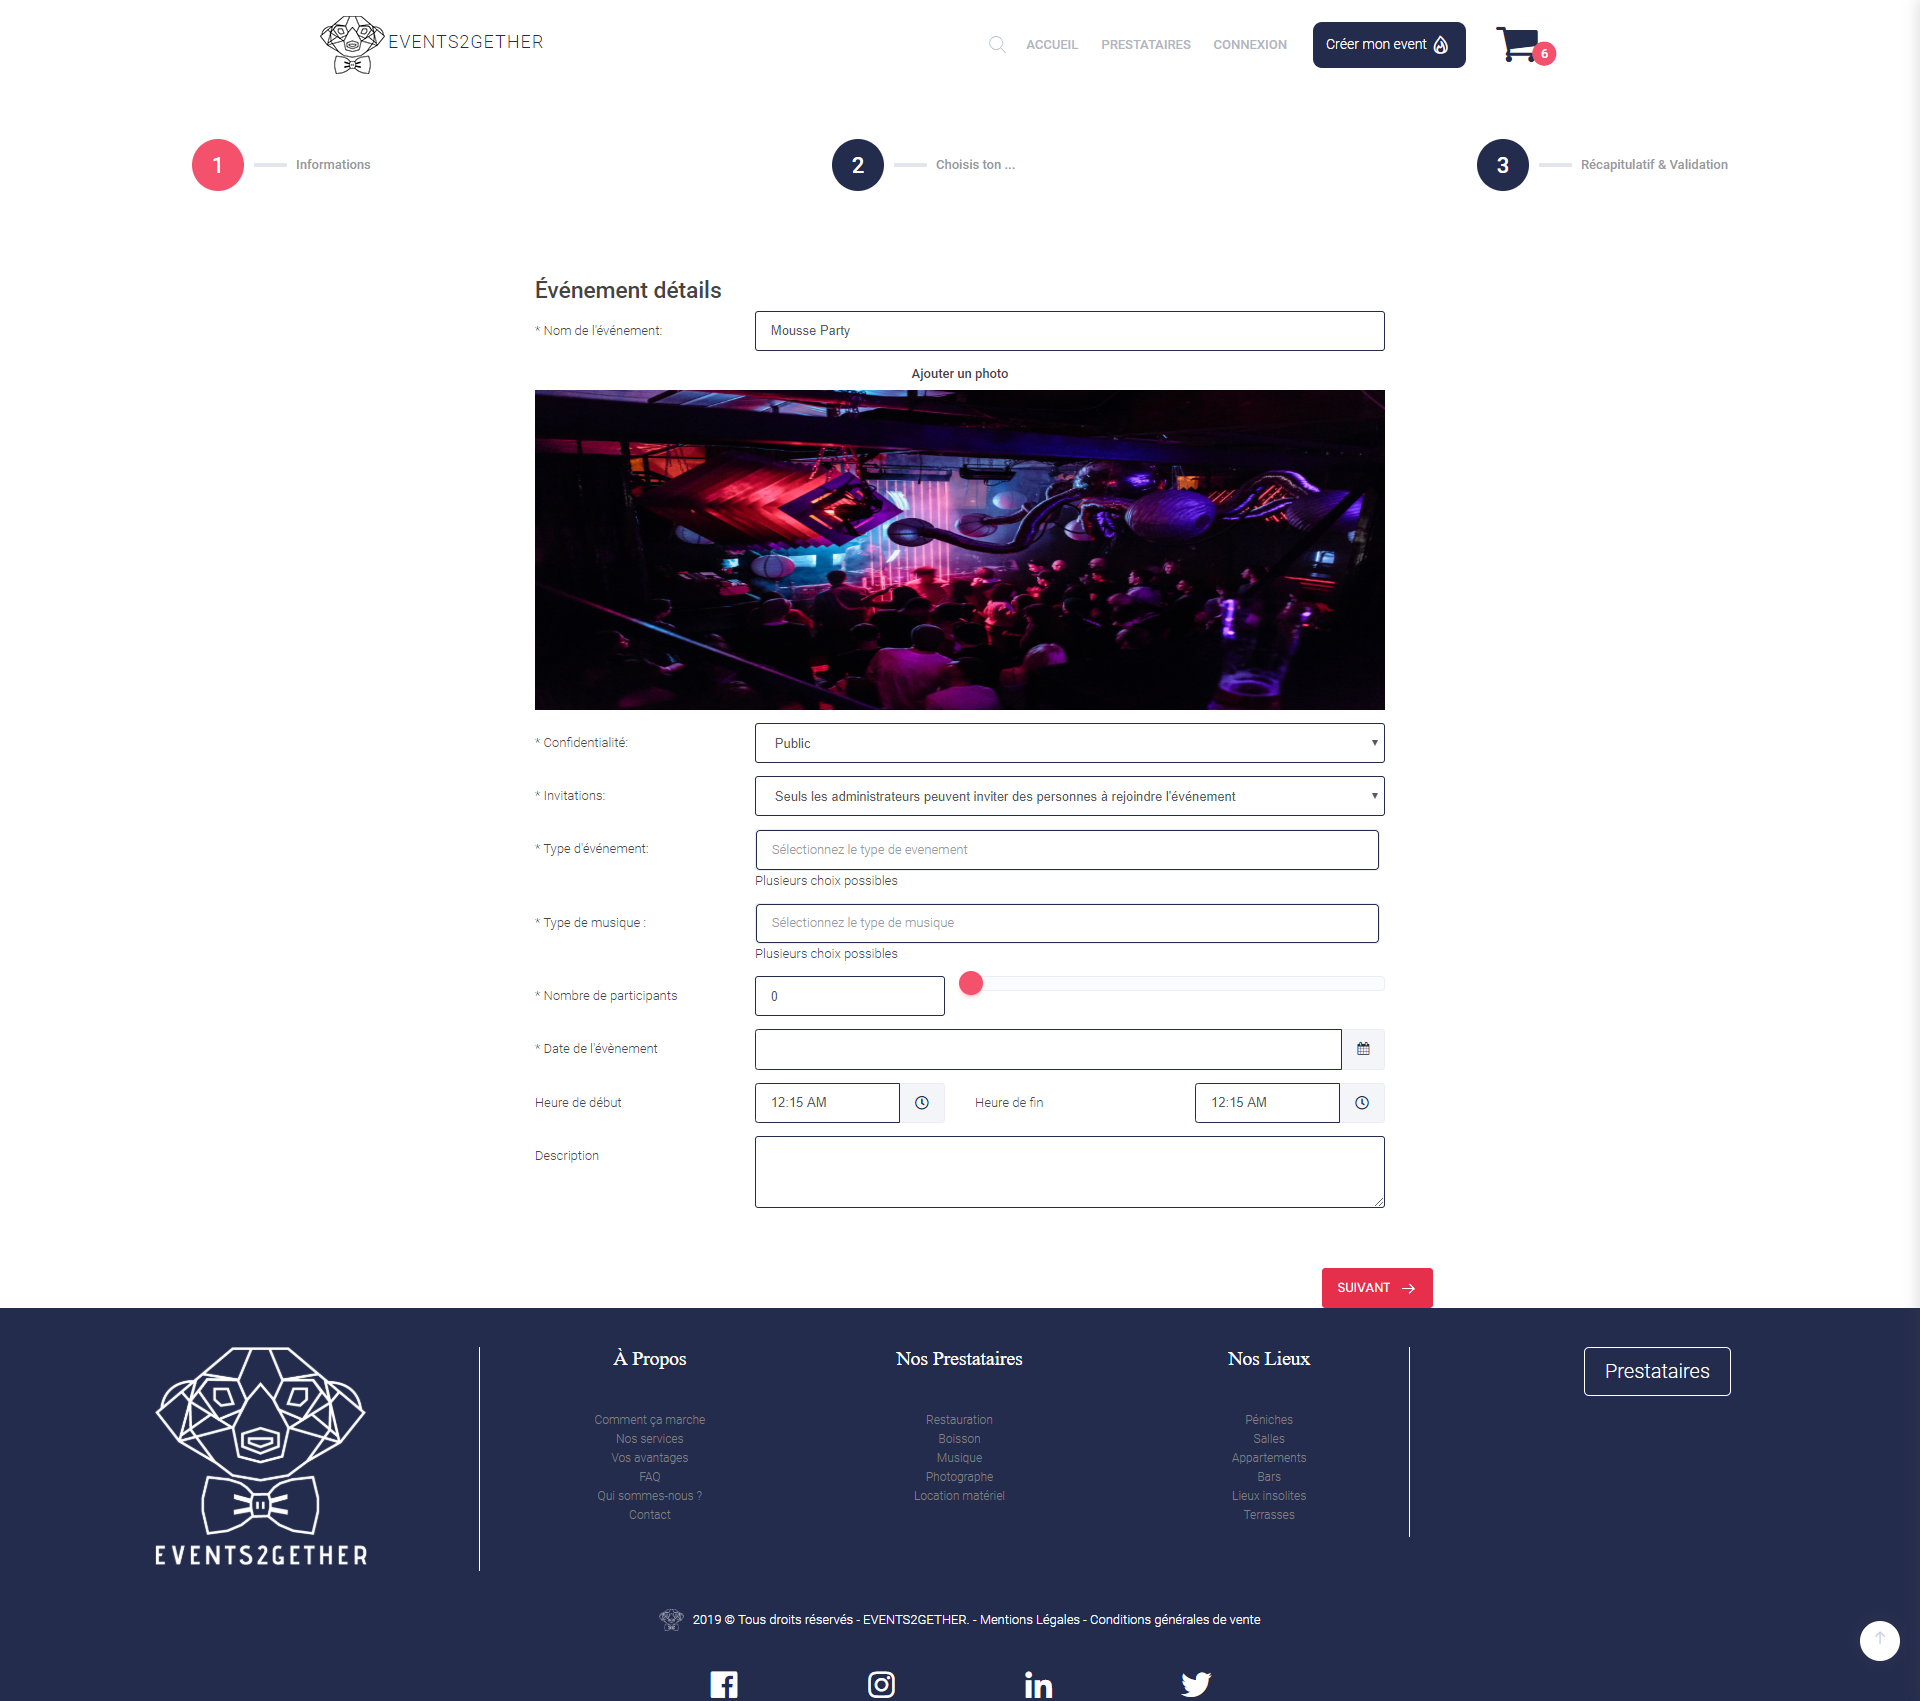 EVENTS2GETHER
ACCUEIL PRESTATAIRES CONNEXION Créer mon event 6
1 Informations 2 Choisis ton ... 3 Récapitulatif & Validation
Événement détails
* Nom de l'événement: Mousse Party
Ajouter un photo
* Confidentialité: Public
* Invitations: Seuls les administrateurs peuvent inviter des personnes à rejoindre l'événement
* Type d'événement: Sélectionnez le type de evenement
Plusieurs choix possibles
* Type de musique : Sélectionnez le type de musique
Plusieurs choix possibles
* Nombre de participants 0
* Date de l'évènement
Heure de début 12:15 AM Heure de fin 12:15 AM
Description
SUIVANT
EVENTS2GETHER
À Propos
Comment ça marche
Nos services
Vos avantages
FAQ
Qui sommes-nous ?
Contact
Nos Prestataires
Restauration
Boisson
Musique
Photographe
Location matériel
Nos Lieux
Péniches
Salles
Appartements
Bars
Lieux insolites
Terrasses
Prestataires
2019 © Tous droits réservés - EVENTS2GETHER. - Mentions Légales - Conditions générales de vente